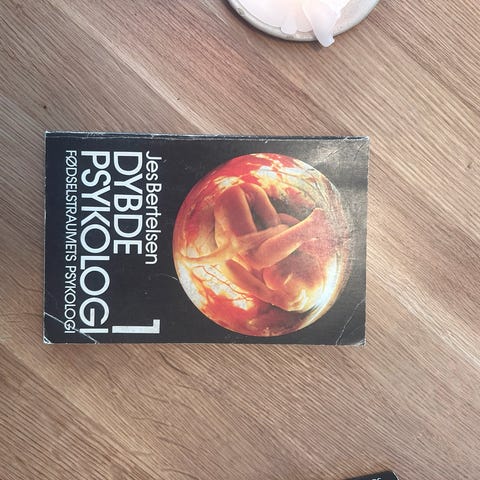 Jes Bertelsen
DYBDE
PSYKOLOGI 1
FØDSELSTRAUMETS PSYKOLOGI